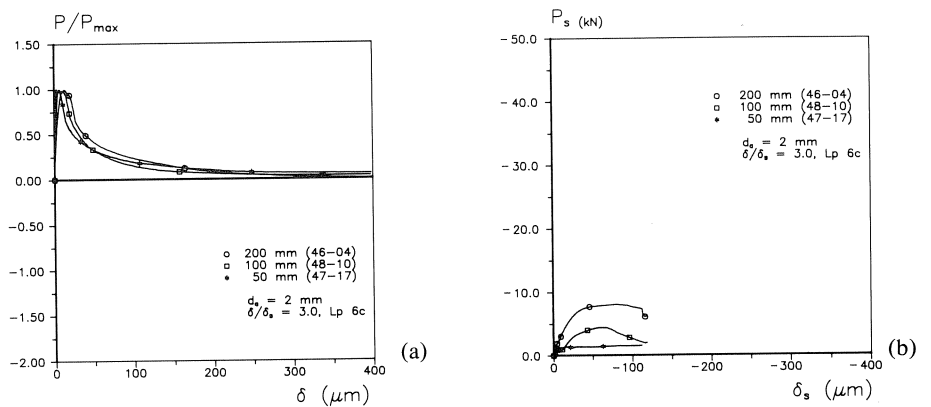 P/Pmax
1.50
1.00
0.50
0.00
−0.50
−1.00
−1.50
−2.00
0 100 200 300 400
δ (μm)
200 mm (46−04)
100 mm (48−10)
50 mm (47−17)
da = 2 mm
δ/δs = 3.0, Lp 6c
(a)
Ps (kN)
−50.0
−40.0
−30.0
−20.0
−10.0
0.0
0 −100 −200 −300 −400
δs (μm)
200 mm (46−04)
100 mm (48−10)
50 mm (47−17)
da = 2 mm
δ/δs = 3.0, Lp 6c
(b)